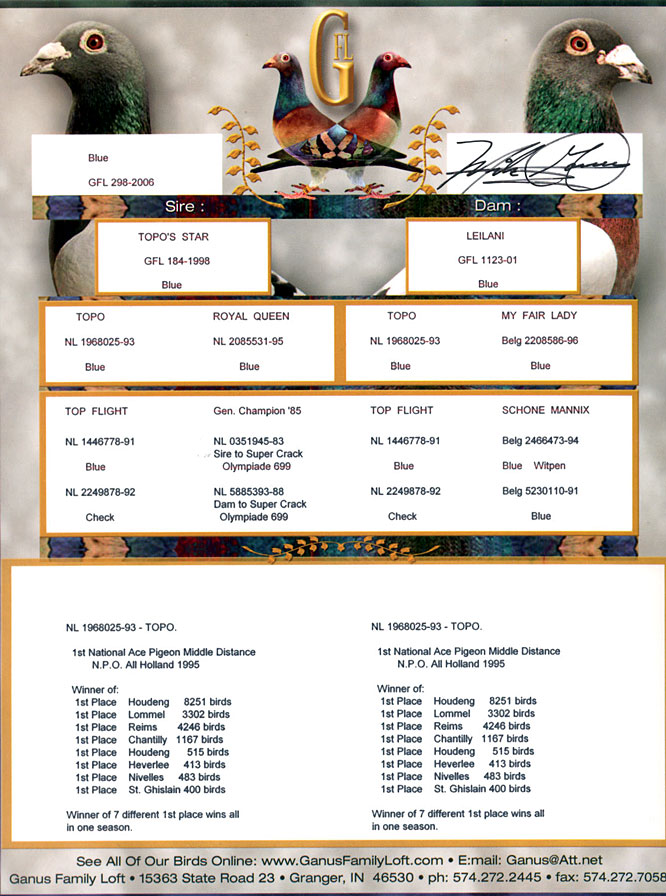 GFL
Blue
GFL 298-2006
Mike Ganus
Sire :
Dam :
TOPO'S STAR
GFL 184-1998
Blue
LEILANI
GFL 1123-01
Blue
TOPO
NL 1968025-93
Blue
ROYAL QUEEN
NL 2085531-95
Blue
TOPO
NL 1968025-93
Blue
MY FAIR LADY
Belg 2208586-96
Blue
TOP FLIGHT
NL 1446778-91
Blue
NL 2249878-92
Check
Gen. Champion '85
NL 0351945-83
Sire to Super Crack
Olympiade 699
NL 5885393-88
Dam to Super Crack
Olympiade 699
TOP FLIGHT
NL 1446778-91
Blue
NL 2249878-92
Check
SCHONE MANNIX
Belg 2466473-94
Blue Witpen
Belg 5230110-91
Blue
NL 1968025-93 - TOPO.
1st National Ace Pigeon Middle Distance
N.P.O. All Holland 1995
Winner of:
1st Place Houdeng 8251 birds
1st Place Lommel 3302 birds
1st Place Reims 4246 birds
1st Place Chantilly 1167 birds
1st Place Houdeng 515 birds
1st Place Heverlee 413 birds
1st Place Nivelles 483 birds
1st Place St. Ghislain 400 birds
Winner of 7 different 1st place wins all
in one season.
NL 1968025-93 - TOPO.
1st National Ace Pigeon Middle Distance
N.P.O. All Holland 1995
Winner of:
1st Place Houdeng 8251 birds
1st Place Lommel 3302 birds
1st Place Reims 4246 birds
1st Place Chantilly 1167 birds
1st Place Houdeng 515 birds
1st Place Heverlee 413 birds
1st Place Nivelles 483 birds
1st Place St. Ghislain 400 birds
Winner of 7 different 1st place wins all
in one season.
See All Of Our Birds Online: www.GanusFamilyLoft.com • E:mail: Ganus@Att.net
Ganus Family Loft • 15363 State Road 23 • Granger, IN 46530 • ph: 574.272.2445 • fax: 574.272.7058